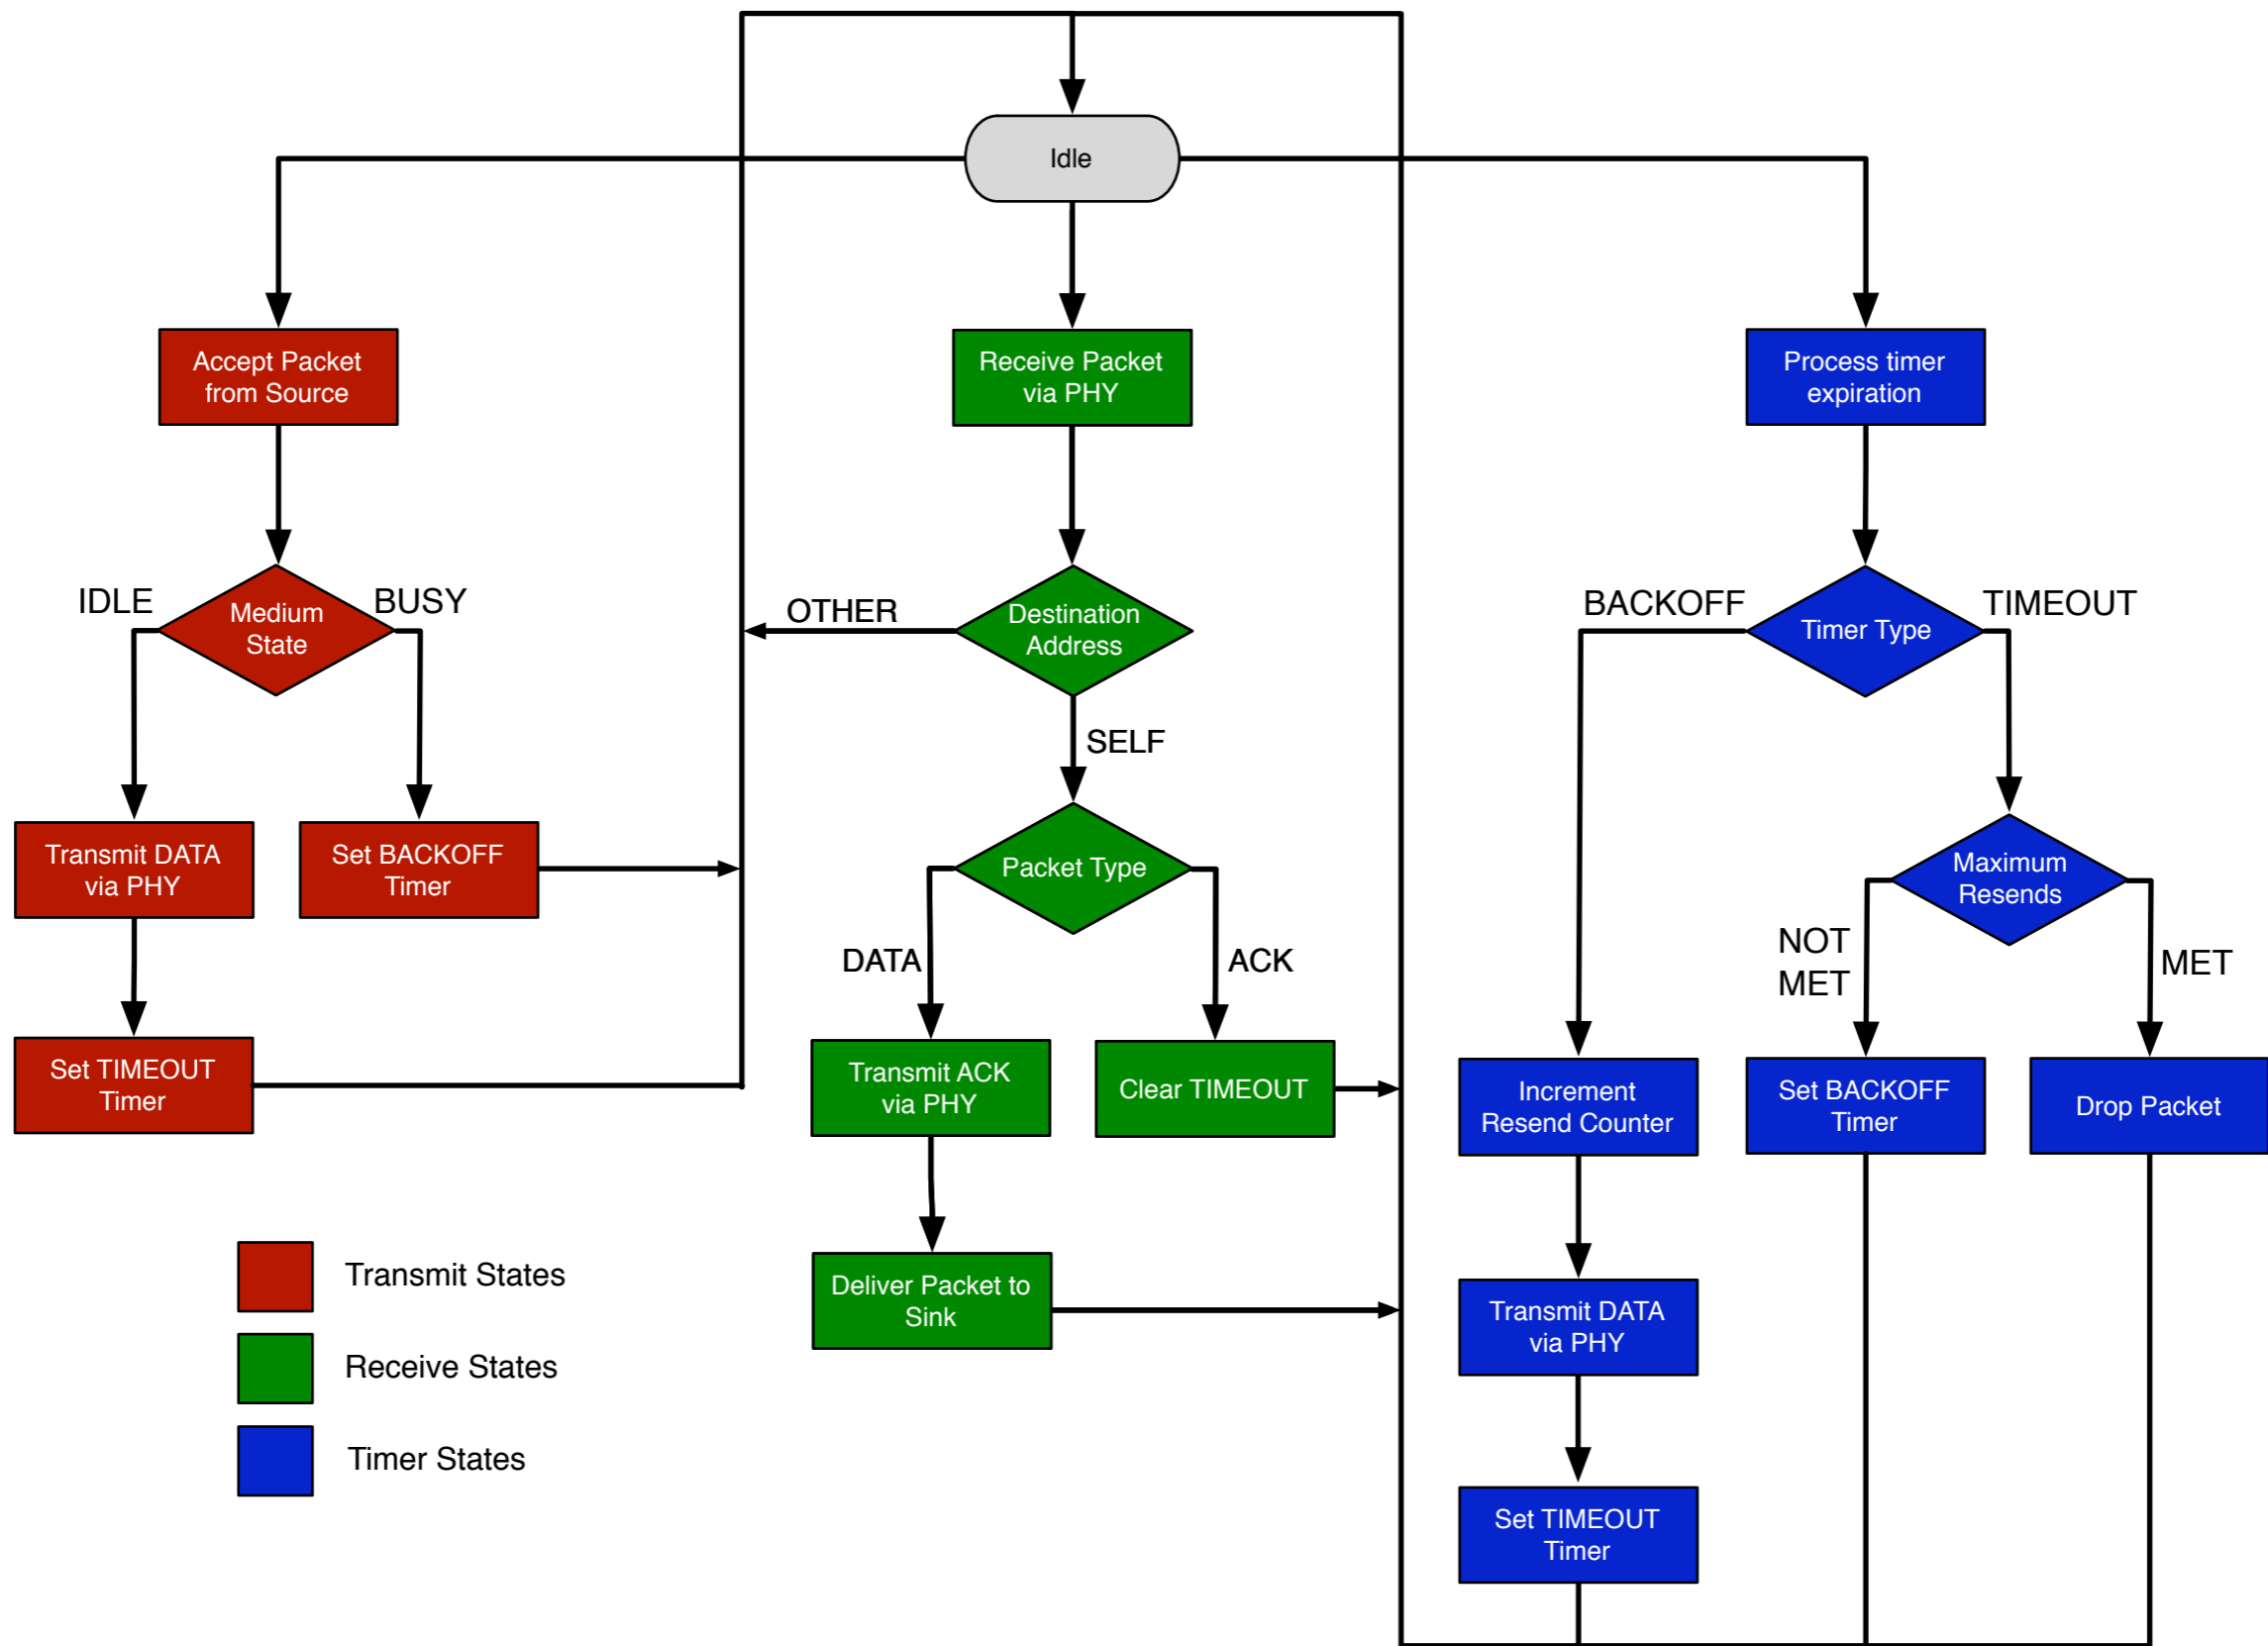 Idle
Accept Packet
from Source
Receive Packet
via PHY
Process timer
expiration
IDLE
Medium
State
BUSY
OTHER
Destination
Address
BACKOFF
Timer Type
TIMEOUT
SELF
Transmit DATA
via PHY
Set BACKOFF
Timer
Packet Type
Maximum
Resends
DATA
ACK
NOT
MET
MET
Set TIMEOUT
Timer
Transmit ACK
via PHY
Clear TIMEOUT
Increment
Resend Counter
Set BACKOFF
Timer
Drop Packet
Deliver Packet to
Sink
Transmit DATA
via PHY
Set TIMEOUT
Timer
Transmit States
Receive States
Timer States